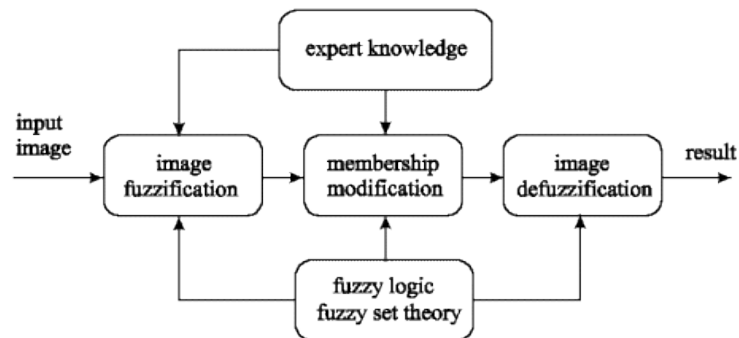 expert knowledge
input
image
image
fuzzification
membership
modification
image
defuzzification
result
fuzzy logic
fuzzy set theory